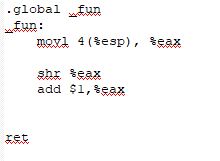 .global _fun
_fun:
movl 4(%esp), %eax
shr %eax
add $1,%eax
ret